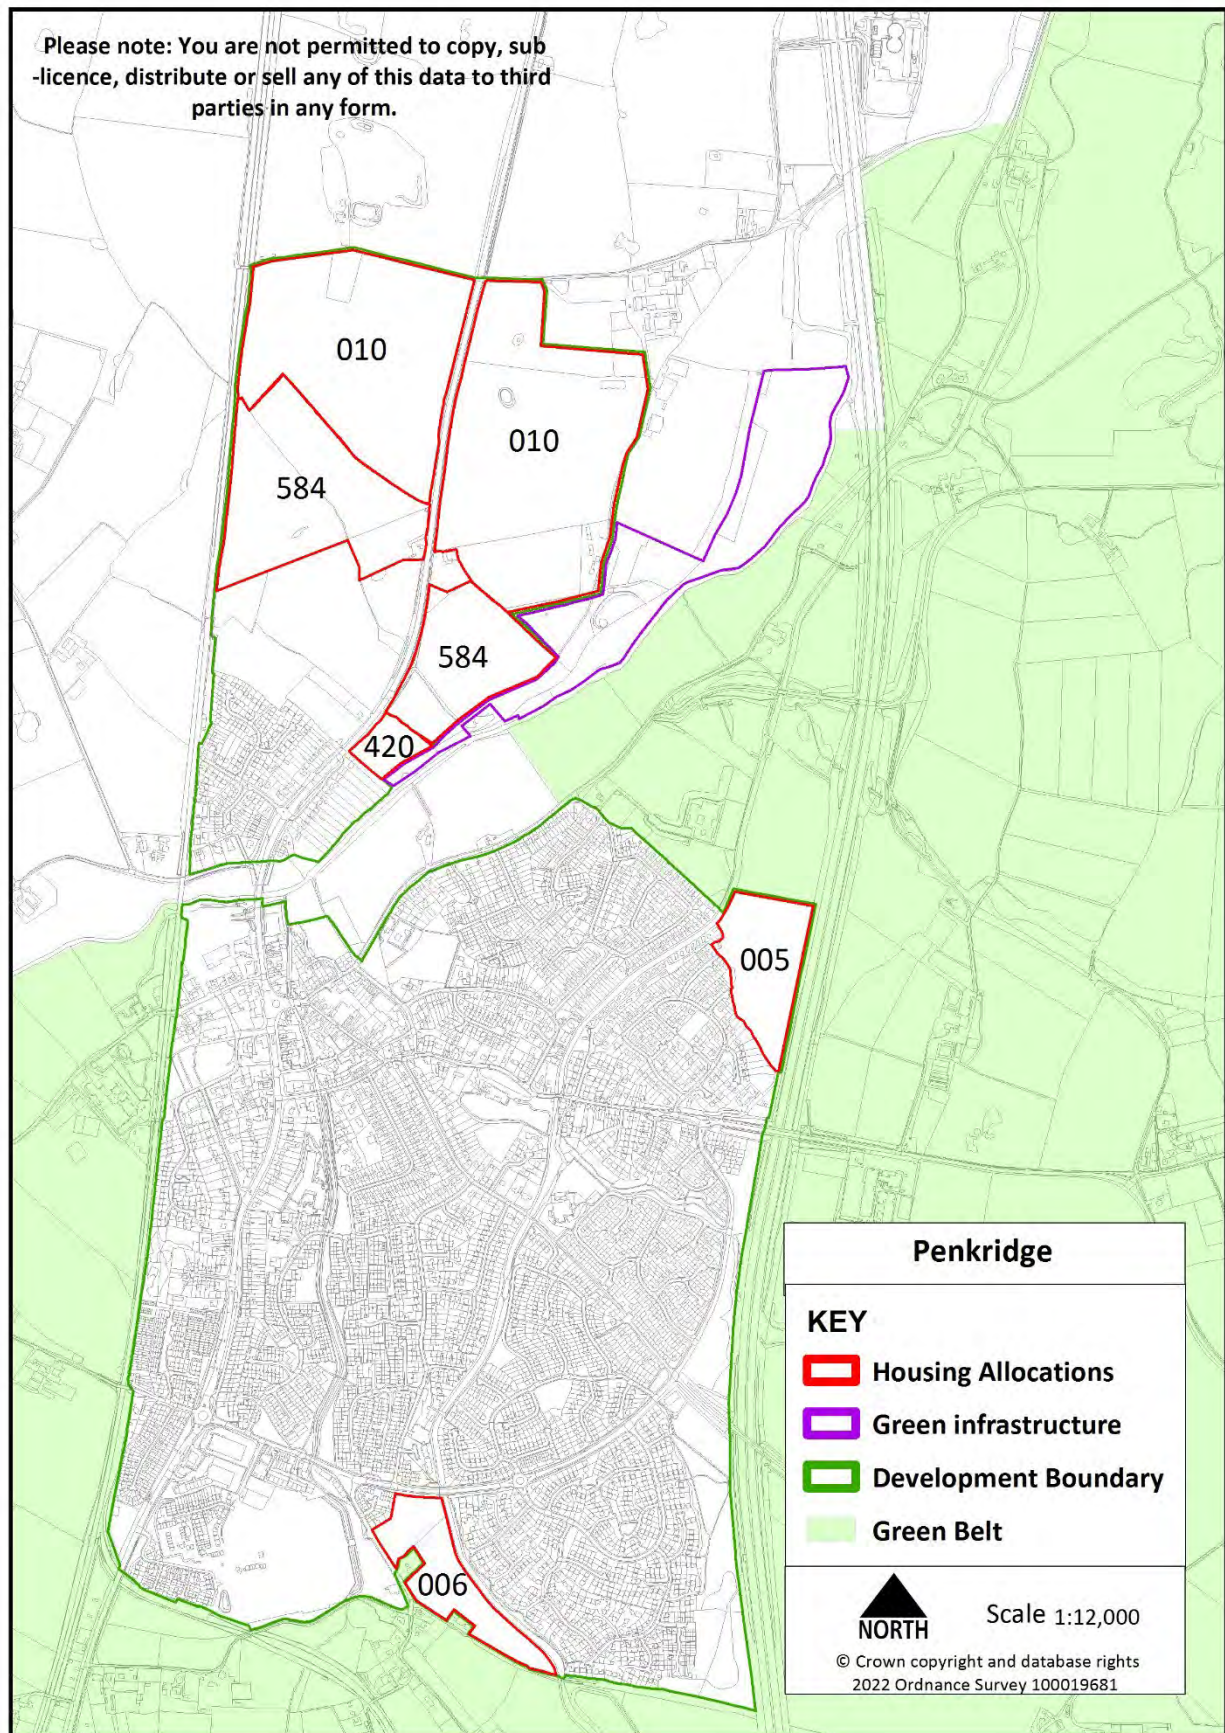 Please note: You are not permitted to copy, sub
-licence, distribute or sell any of this data to third
parties in any form.
010
010
584
584
420
005
006
Penkridge
KEY
Housing Allocations
Green infrastructure
Development Boundary
Green Belt
NORTH
Scale 1:12,000
© Crown copyright and database rights
2022 Ordnance Survey 100019681